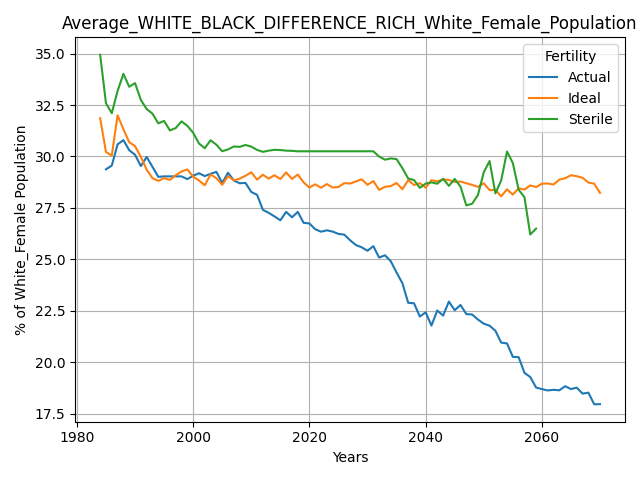 Average_WHITE_BLACK_DIFFERENCE_RICH_White_Female_Population
Fertility
Actual
Ideal
Sterile
% of White_Female Population
35.0
32.5
30.0
27.5
25.0
22.5
20.0
17.5
1980
2000
2020
2040
2060
Years